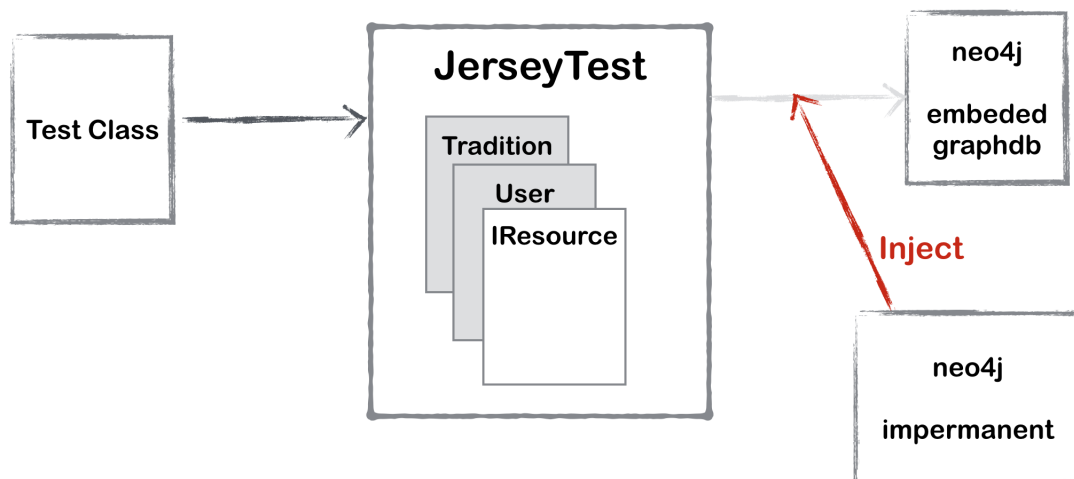 Test Class
JerseyTest
Tradition
User
IResource
neo4j
embeded
graphdb
Inject
neo4j
impermanent